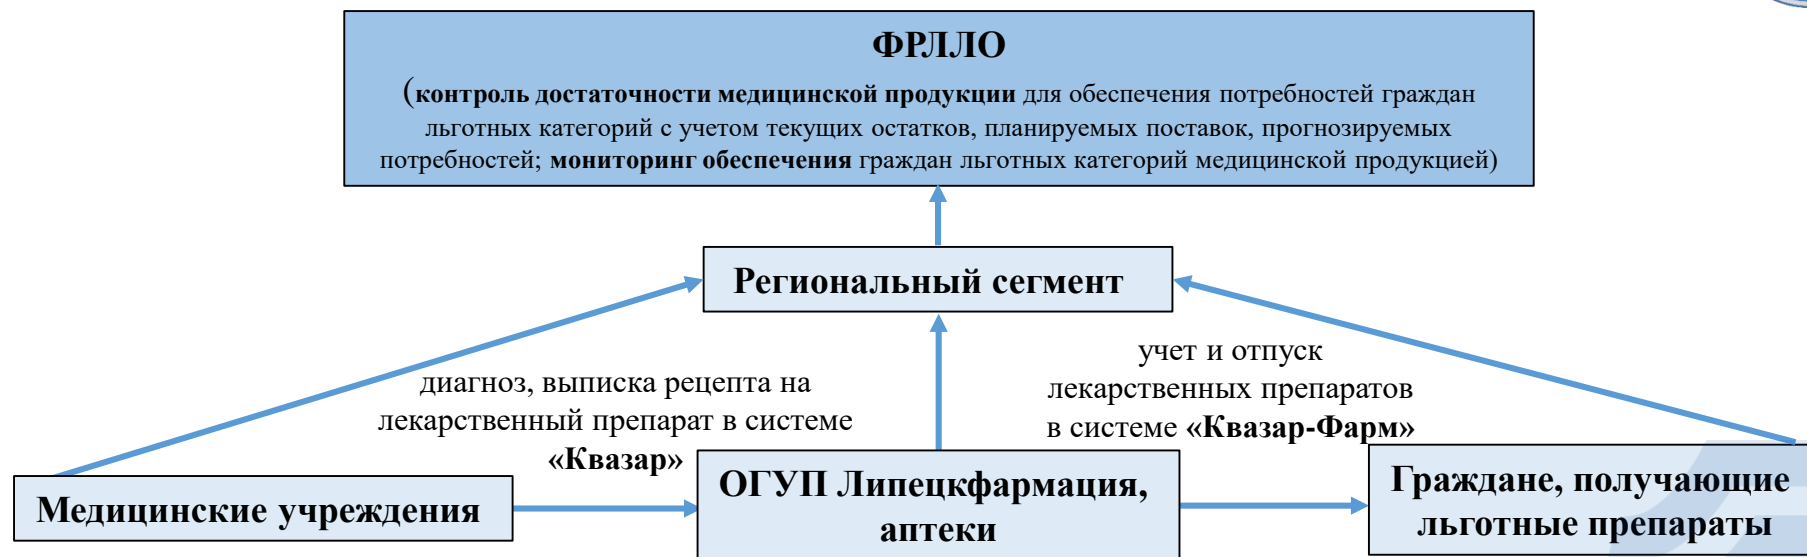 ФРЛЛО
(контроль достаточности медицинской продукции для обеспечения потребностей граждан
льготных категорий с учетом текущих остатков, планируемых поставок, прогнозируемых
потребностей; мониторинг обеспечения граждан льготных категорий медицинской продукцией)
Региональный сегмент
диагноз, выписка рецепта на
лекарственный препарат в системе
«Квазар»
учет и отпуск
лекарственных препаратов
в системе «Квазар-Фарм»
Медицинские учреждения
ОГУП Липецкфармация,
аптеки
Граждане, получающие
льготные препараты